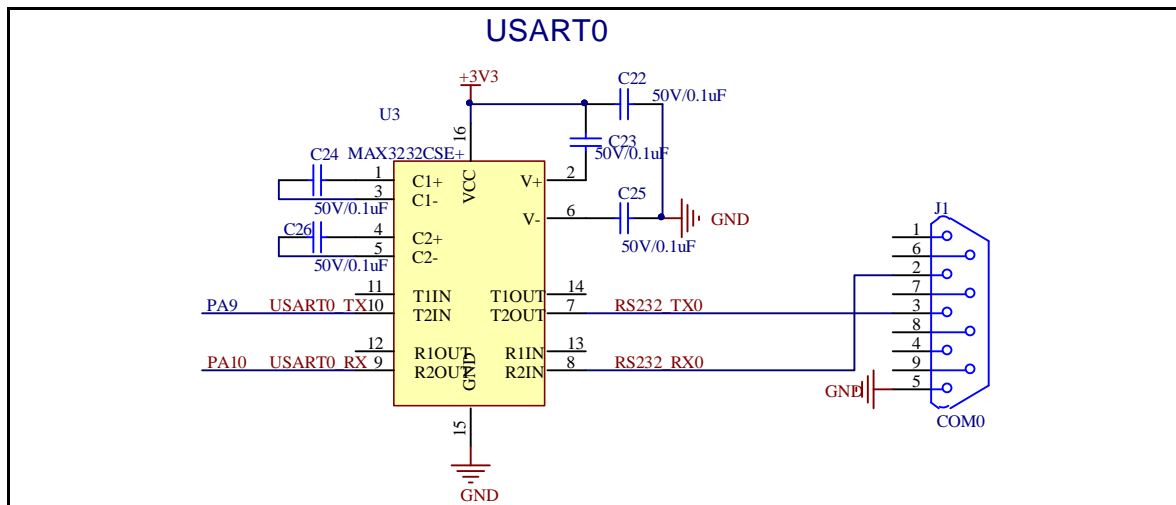 USART0
+3V3
C22
50V/0.1uF
U3
16
C23
50V/0.1uF
MAX3232CSE+
C24
1
C1+
VCC
V+
2
3
C1-
50V/0.1uF
C25
6
V-
GND
50V/0.1uF
C26
4
C2+
5
C2-
50V/0.1uF
J1
1
6
2
7
3
8
4
9
5
COM0
GND
11
T1IN
T1OUT
14
PA9
USART0_TX
10
T2IN
T2OUT
7
RS232_TX0
12
R1OUT
R1IN
13
PA10
USART0_RX
9
R2OUT
GND
R2IN
8
RS232_RX0
15
GND